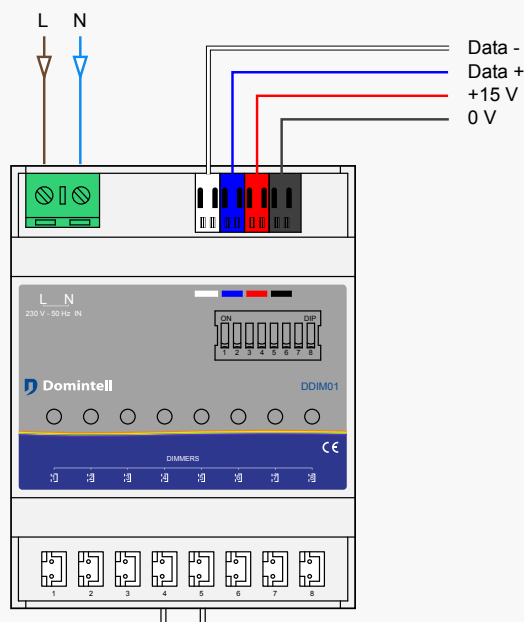 L N
Data -
Data +
+15 V
0 V
L N
230 V - 50 Hz IN
ON DIP
1 2 3 4 5 6 7 8
Domintell
DDIM01
CE
DIMMERS
1 2 3 4 5 6 7 8